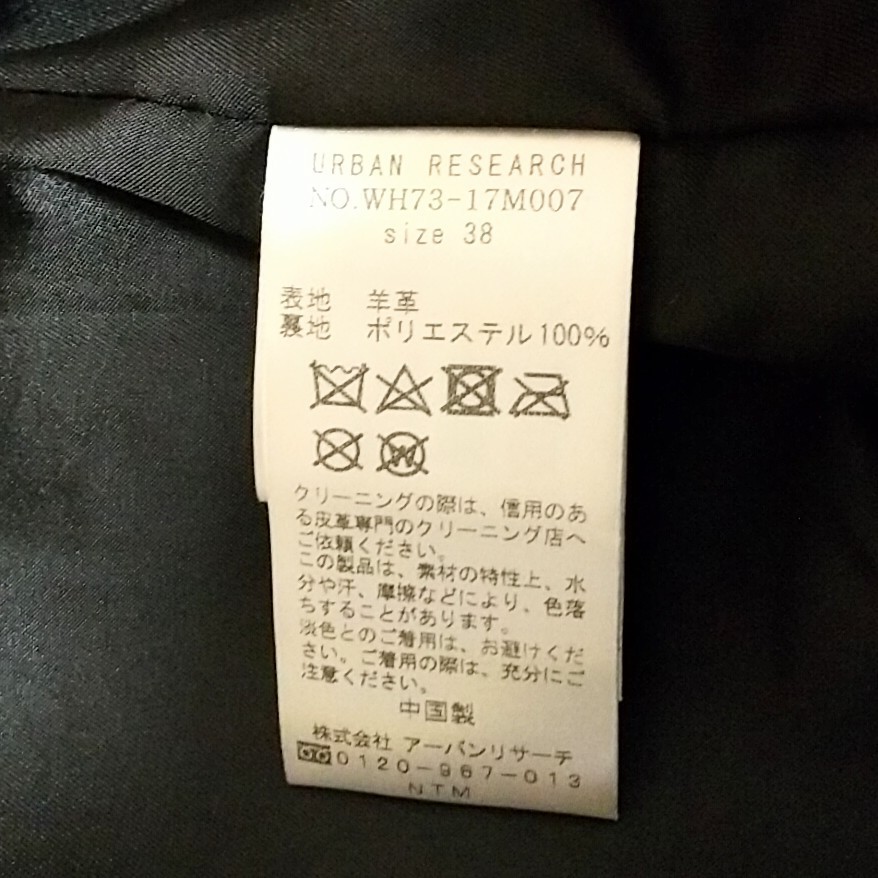 URBAN RESEARCH
NO.WH73-17M007
size 38
表地 羊革
裏地 ポリエステル100%
W
クリーニングの際は、信用のあ
る皮革専門のクリーニング店へ
ご依頼ください。
この製品は、素材の特性上、水
分や汗、摩擦などにより、色落
ちすることがあります。
淡色とのご着用は、お避けくだ
さい。ご着用の際は、充分にご
注意ください。
中国製
株式会社 アーバンリサーチ
0120-967-013
NTM